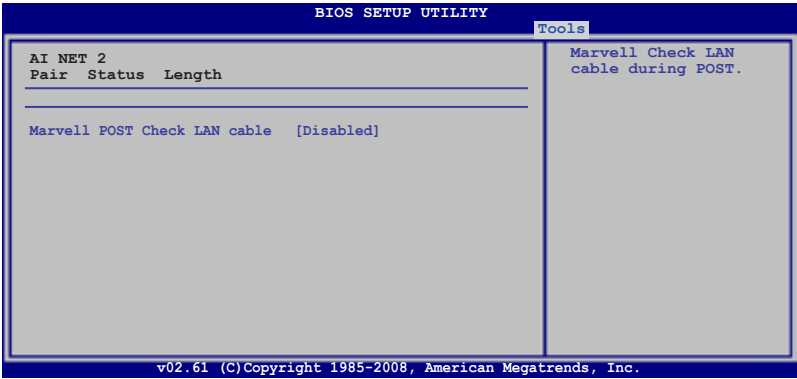 BIOS SETUP UTILITY
Tools
AI NET 2
Pair Status Length
Marvell POST Check LAN cable [Disabled]
Marvell Check LAN
cable during POST.
v02.61 (C)Copyright 1985-2008, American Megatrends, Inc.